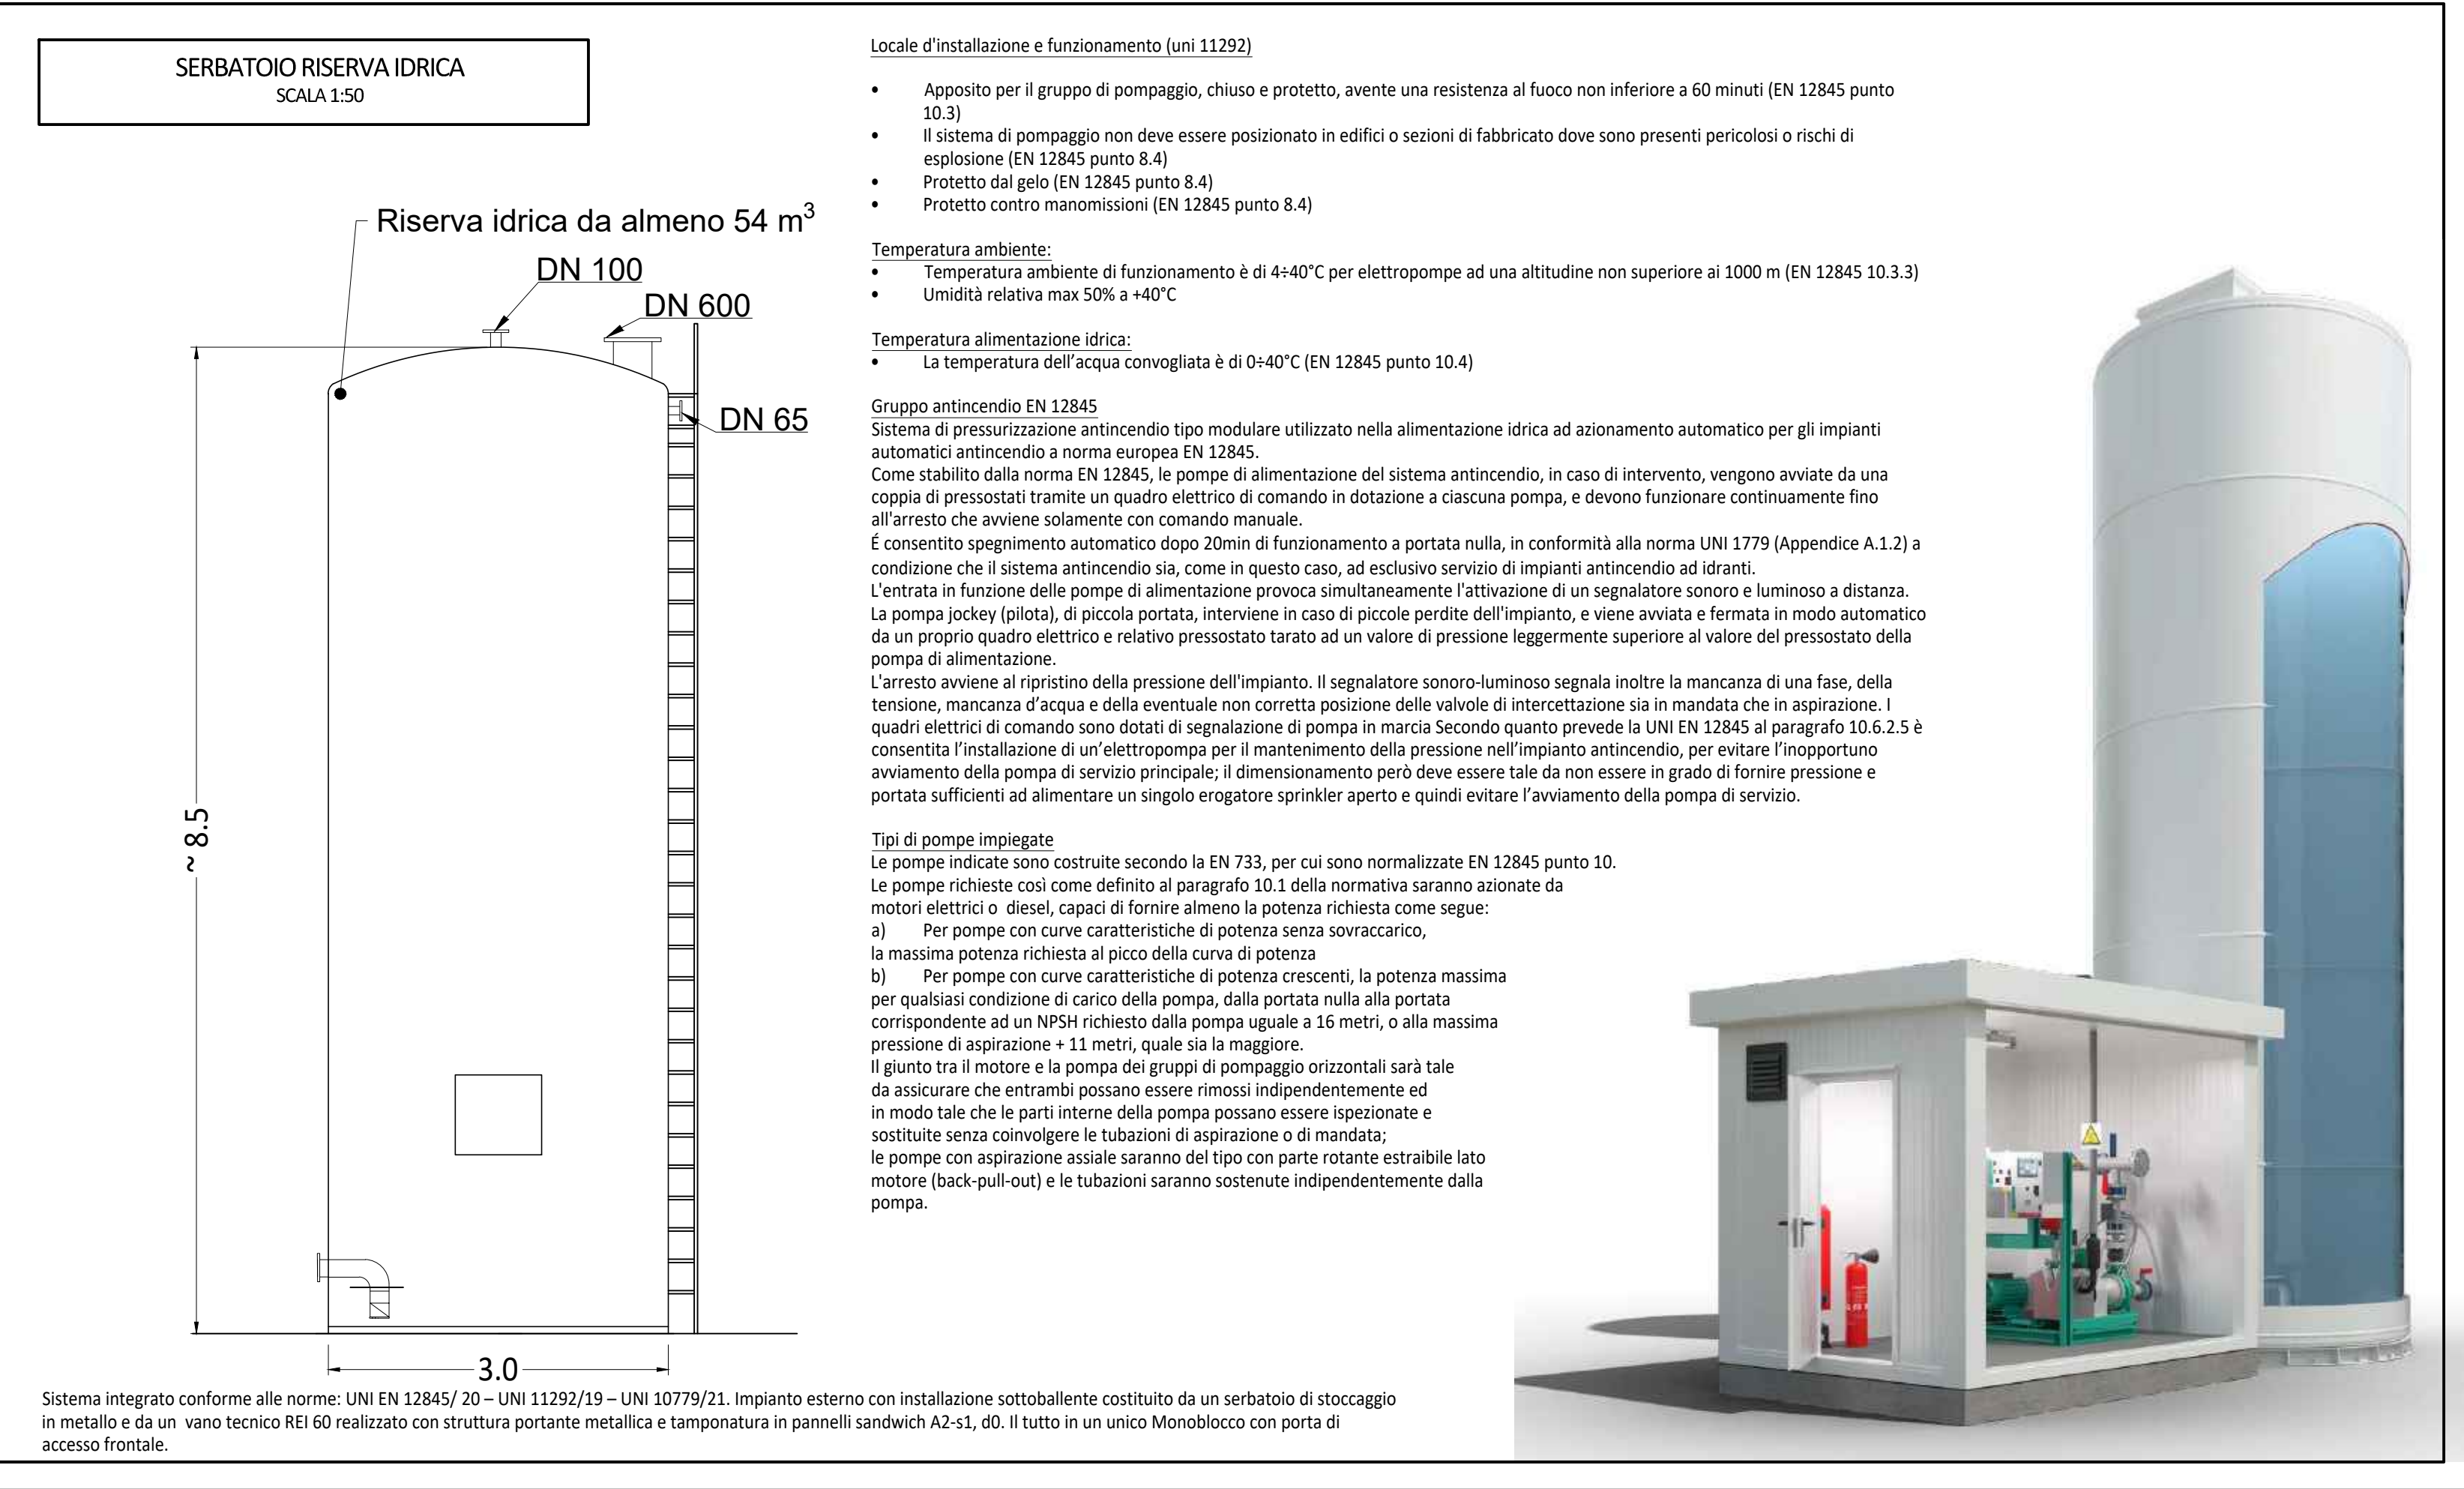 SERBATOIO RISERVA IDRICA
SCALA 1:50
Riserva idrica da almeno 54 m³
DN 100
DN 600
DN 65
~ 8.5
3.0
Sistema integrato conforme alle norme: UNI EN 12845/ 20 – UNI 11292/19 – UNI 10779/21. Impianto esterno con installazione sottoballente costituito da un serbatoio di stoccaggio
in metallo e da un vano tecnico REI 60 realizzato con struttura portante metallica e tamponatura in pannelli sandwich A2-s1, d0. Il tutto in un unico Monoblocco con porta di
accesso frontale.
Locale d'installazione e funzionamento (uni 11292)
• Apposito per il gruppo di pompaggio, chiuso e protetto, avente una resistenza al fuoco non inferiore a 60 minuti (EN 12845 punto
10.3)
• Il sistema di pompaggio non deve essere posizionato in edifici o sezioni di fabbricato dove sono presenti pericolosi o rischi di
esplosione (EN 12845 punto 8.4)
• Protetto dal gelo (EN 12845 punto 8.4)
• Protetto contro manomissioni (EN 12845 punto 8.4)
Temperatura ambiente:
• Temperatura ambiente di funzionamento è di 4÷40°C per elettropompe ad una altitudine non superiore ai 1000 m (EN 12845 10.3.3)
• Umidità relativa max 50% a +40°C
Temperatura alimentazione idrica:
• La temperatura dell’acqua convogliata è di 0÷40°C (EN 12845 punto 10.4)
Gruppo antincendio EN 12845
Sistema di pressurizzazione antincendio tipo modulare utilizzato nella alimentazione idrica ad azionamento automatico per gli impianti
automatici antincendio a norma europea EN 12845.
Come stabilito dalla norma EN 12845, le pompe di alimentazione del sistema antincendio, in caso di intervento, vengono avviate da una
coppia di pressostati tramite un quadro elettrico di comando in dotazione a ciascuna pompa, e devono funzionare continuamente fino
all'arresto che avviene solamente con comando manuale.
É consentito spegnimento automatico dopo 20min di funzionamento a portata nulla, in conformità alla norma UNI 1779 (Appendice A.1.2) a
condizione che il sistema antincendio sia, come in questo caso, ad esclusivo servizio di impianti antincendio ad idranti.
L'entrata in funzione delle pompe di alimentazione provoca simultaneamente l'attivazione di un segnalatore sonoro e luminoso a distanza.
La pompa jockey (pilota), di piccola portata, interviene in caso di piccole perdite dell'impianto, e viene avviata e fermata in modo automatico
da un proprio quadro elettrico e relativo pressostato tarato ad un valore di pressione leggermente superiore al valore del pressostato della
pompa di alimentazione.
L'arresto avviene al ripristino della pressione dell'impianto. Il segnalatore sonoro-luminoso segnala inoltre la mancanza di una fase, della
tensione, mancanza d’acqua e della eventuale non corretta posizione delle valvole di intercettazione sia in mandata che in aspirazione. I
quadri elettrici di comando sono dotati di segnalazione di pompa in marcia Secondo quanto prevede la UNI EN 12845 al paragrafo 10.6.2.5 è
consentita l’installazione di un’elettropompa per il mantenimento della pressione nell’impianto antincendio, per evitare l’inopportuno
avviamento della pompa di servizio principale; il dimensionamento però deve essere tale da non essere in grado di fornire pressione e
portata sufficienti ad alimentare un singolo erogatore sprinkler aperto e quindi evitare l’avviamento della pompa di servizio.
Tipi di pompe impiegate
Le pompe indicate sono costruite secondo la EN 733, per cui sono normalizzate EN 12845 punto 10.
Le pompe richieste così come definito al paragrafo 10.1 della normativa saranno azionate da
motori elettrici o diesel, capaci di fornire almeno la potenza richiesta come segue:
a) Per pompe con curve caratteristiche di potenza senza sovraccarico,
la massima potenza richiesta al picco della curva di potenza
b) Per pompe con curve caratteristiche di potenza crescenti, la potenza massima
per qualsiasi condizione di carico della pompa, dalla portata nulla alla portata
corrispondente ad un NPSH richiesto dalla pompa uguale a 16 metri, o alla massima
pressione di aspirazione + 11 metri, quale sia la maggiore.
Il giunto tra il motore e la pompa dei gruppi di pompaggio orizzontali sarà tale
da assicurare che entrambi possano essere rimossi indipendentemente ed
in modo tale che le parti interne della pompa possano essere ispezionate e
sostituite senza coinvolgere le tubazioni di aspirazione o di mandata;
le pompe con aspirazione assiale saranno del tipo con parte rotante estraibile lato
motore (back-pull-out) e le tubazioni saranno sostenute indipendentemente dalla
pompa.